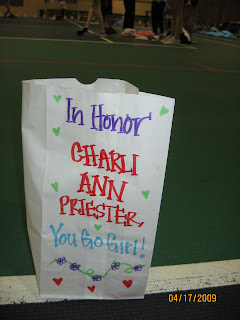 In Honor
CHARLI
ANN
PRIESTER
You Go Girl!
04/17/2009